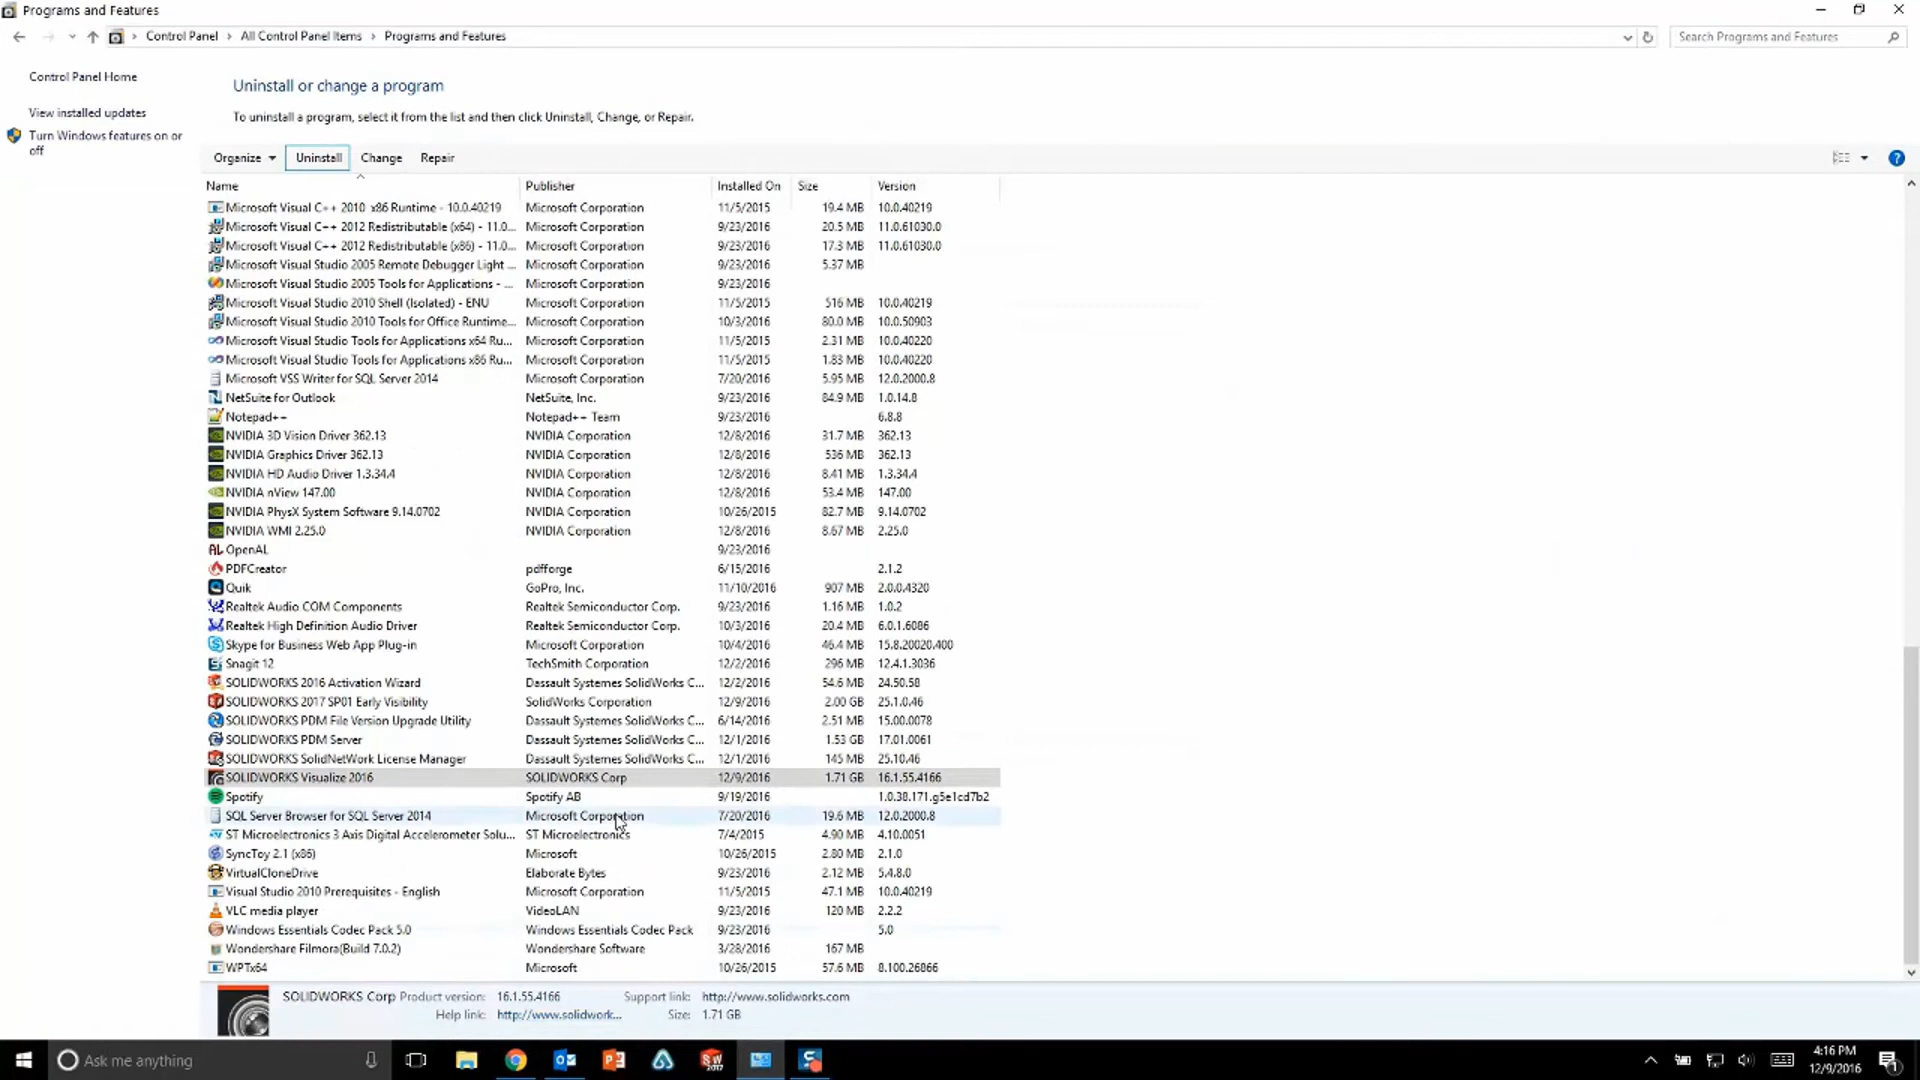 Programs and Features
Control Panel > All Control Panel Items > Programs and Features
Search Programs and Features
Control Panel Home
View installed updates
Turn Windows features on or
off
Uninstall or change a program
To uninstall a program, select it from the list and then click Uninstall, Change, or Repair.
Organize Uninstall Change Repair
Name Publisher Installed On Size Version
Microsoft Visual C++ 2010 x86 Runtime - 10.0.40219 Microsoft Corporation 11/5/2015 19.4 MB 10.0.40219
Microsoft Visual C++ 2012 Redistributable (x64) - 11.0... Microsoft Corporation 9/23/2016 20.5 MB 11.0.61030.0
Microsoft Visual C++ 2012 Redistributable (x86) - 11.0... Microsoft Corporation 9/23/2016 17.3 MB 11.0.61030.0
Microsoft Visual Studio 2005 Remote Debugger Light ... Microsoft Corporation 9/23/2016 5.37 MB
Microsoft Visual Studio 2005 Tools for Applications - ... Microsoft Corporation 9/23/2016
Microsoft Visual Studio 2010 Shell (Isolated) - ENU Microsoft Corporation 11/5/2015 516 MB 10.0.40219
Microsoft Visual Studio 2010 Tools for Office Runtime... Microsoft Corporation 10/3/2016 80.0 MB 10.0.50903
Microsoft Visual Studio Tools for Applications x64 Ru... Microsoft Corporation 11/5/2015 2.31 MB 10.0.40220
Microsoft Visual Studio Tools for Applications x86 Ru... Microsoft Corporation 11/5/2015 1.83 MB 10.0.40220
Microsoft VSS Writer for SQL Server 2014 Microsoft Corporation 7/20/2016 5.95 MB 12.0.2000.8
NetSuite for Outlook NetSuite, Inc. 9/23/2016 84.9 MB 1.0.14.8
Notepad++ Notepad++ Team 9/23/2016 6.8.8
NVIDIA 3D Vision Driver 362.13 NVIDIA Corporation 12/8/2016 31.7 MB 362.13
NVIDIA Graphics Driver 362.13 NVIDIA Corporation 12/8/2016 536 MB 362.13
NVIDIA HD Audio Driver 1.3.34.4 NVIDIA Corporation 12/8/2016 8.41 MB 1.3.34.4
NVIDIA nView 147.00 NVIDIA Corporation 12/8/2016 53.4 MB 147.00
NVIDIA PhysX System Software 9.14.0702 NVIDIA Corporation 10/26/2015 82.7 MB 9.14.0702
NVIDIA WMI 2.25.0 NVIDIA Corporation 12/8/2016 8.67 MB 2.25.0
OpenAL 9/23/2016
PDFCreator pdfforge 6/15/2016 2.1.2
Quik GoPro, Inc. 11/10/2016 907 MB 2.0.0.4320
Realtek Audio COM Components Realtek Semiconductor Corp. 9/23/2016 1.16 MB 1.0.2
Realtek High Definition Audio Driver Realtek Semiconductor Corp. 10/3/2016 20.4 MB 6.0.1.6086
Skype for Business Web App Plug-in Microsoft Corporation 10/4/2016 46.4 MB 15.8.20020.400
Snagit 12 TechSmith Corporation 12/2/2016 296 MB 12.4.1.3036
SOLIDWORKS 2016 Activation Wizard Dassault Systemes SolidWorks C... 12/2/2016 54.6 MB 24.50.58
SOLIDWORKS 2017 SP01 Early Visibility SolidWorks Corporation 12/9/2016 2.00 GB 25.1.0.46
SOLIDWORKS PDM File Version Upgrade Utility Dassault Systemes SolidWorks C... 6/14/2016 2.51 MB 15.00.0078
SOLIDWORKS PDM Server Dassault Systemes SolidWorks C... 12/1/2016 1.53 GB 17.01.0061
SOLIDWORKS SolidNetWork License Manager Dassault Systemes SolidWorks C... 12/1/2016 145 MB 25.10.46
SOLIDWORKS Visualize 2016 SOLIDWORKS Corp 12/9/2016 1.71 GB 16.1.55.4166
Spotify Spotify AB 9/19/2016 1.0.38.171.g5e1cd7b2
SQL Server Browser for SQL Server 2014 Microsoft Corporation 7/20/2016 19.6 MB 12.0.2000.8
ST Microelectronics 3 Axis Digital Accelerometer Solu... ST Microelectronics 7/4/2015 4.90 MB 4.10.0051
SyncToy 2.1 (x86) Microsoft 10/26/2015 2.80 MB 2.1.0
VirtualCloneDrive Elaborate Bytes 9/23/2016 2.12 MB 5.4.8.0
Visual Studio 2010 Prerequisites - English Microsoft Corporation 11/5/2015 47.1 MB 10.0.40219
VLC media player VideoLAN 9/23/2016 120 MB 2.2.2
Windows Essentials Codec Pack 5.0 Windows Essentials Codec Pack 9/23/2016 5.0
Wondershare Filmora(Build 7.0.2) Wondershare Software 3/28/2016 167 MB
WPTx64 Microsoft 10/26/2015 57.6 MB 8.100.26866
SOLIDWORKS Corp Product version: 16.1.55.4166 Support link: http://www.solidworks.com
Help link: http://www.solidwork... Size: 1.71 GB
Ask me anything
4:16 PM
12/9/2016